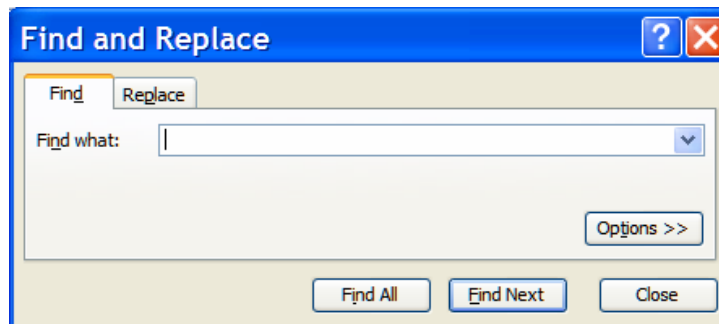 Find and Replace
Find Replace
Find what:
Options >>
Find All Find Next Close